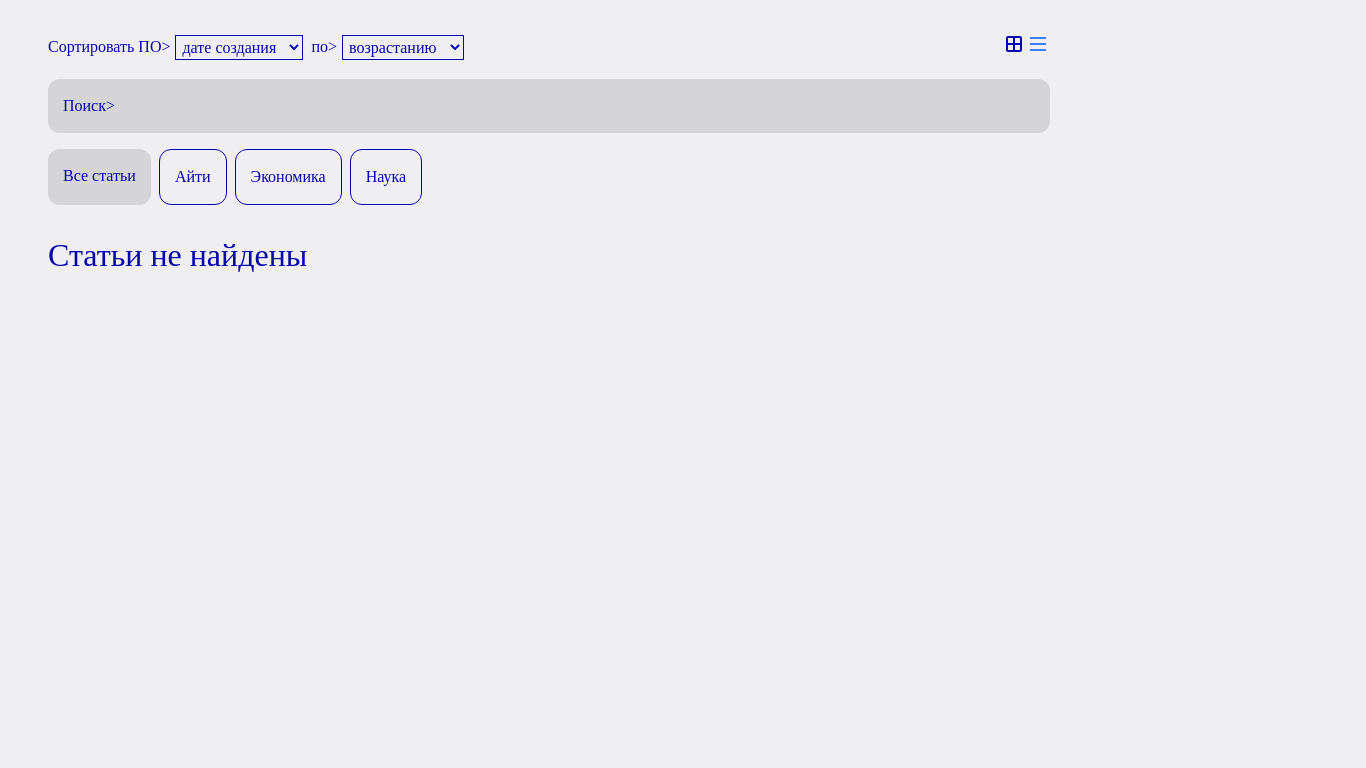 Сортировать ПО> дате создания по> возрастанию
Поиск>
Все статьи Айти Экономика Наука
Статьи не найдены